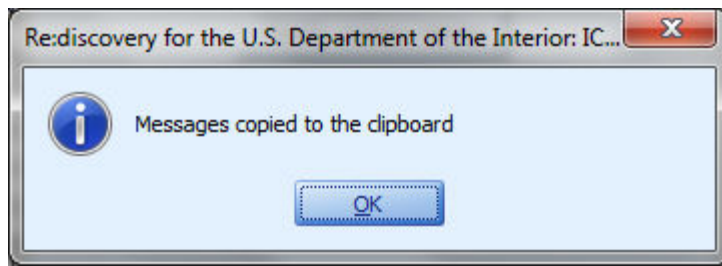 Re:discovery for the U.S. Department of the Interior: IC...
Messages copied to the clipboard
OK